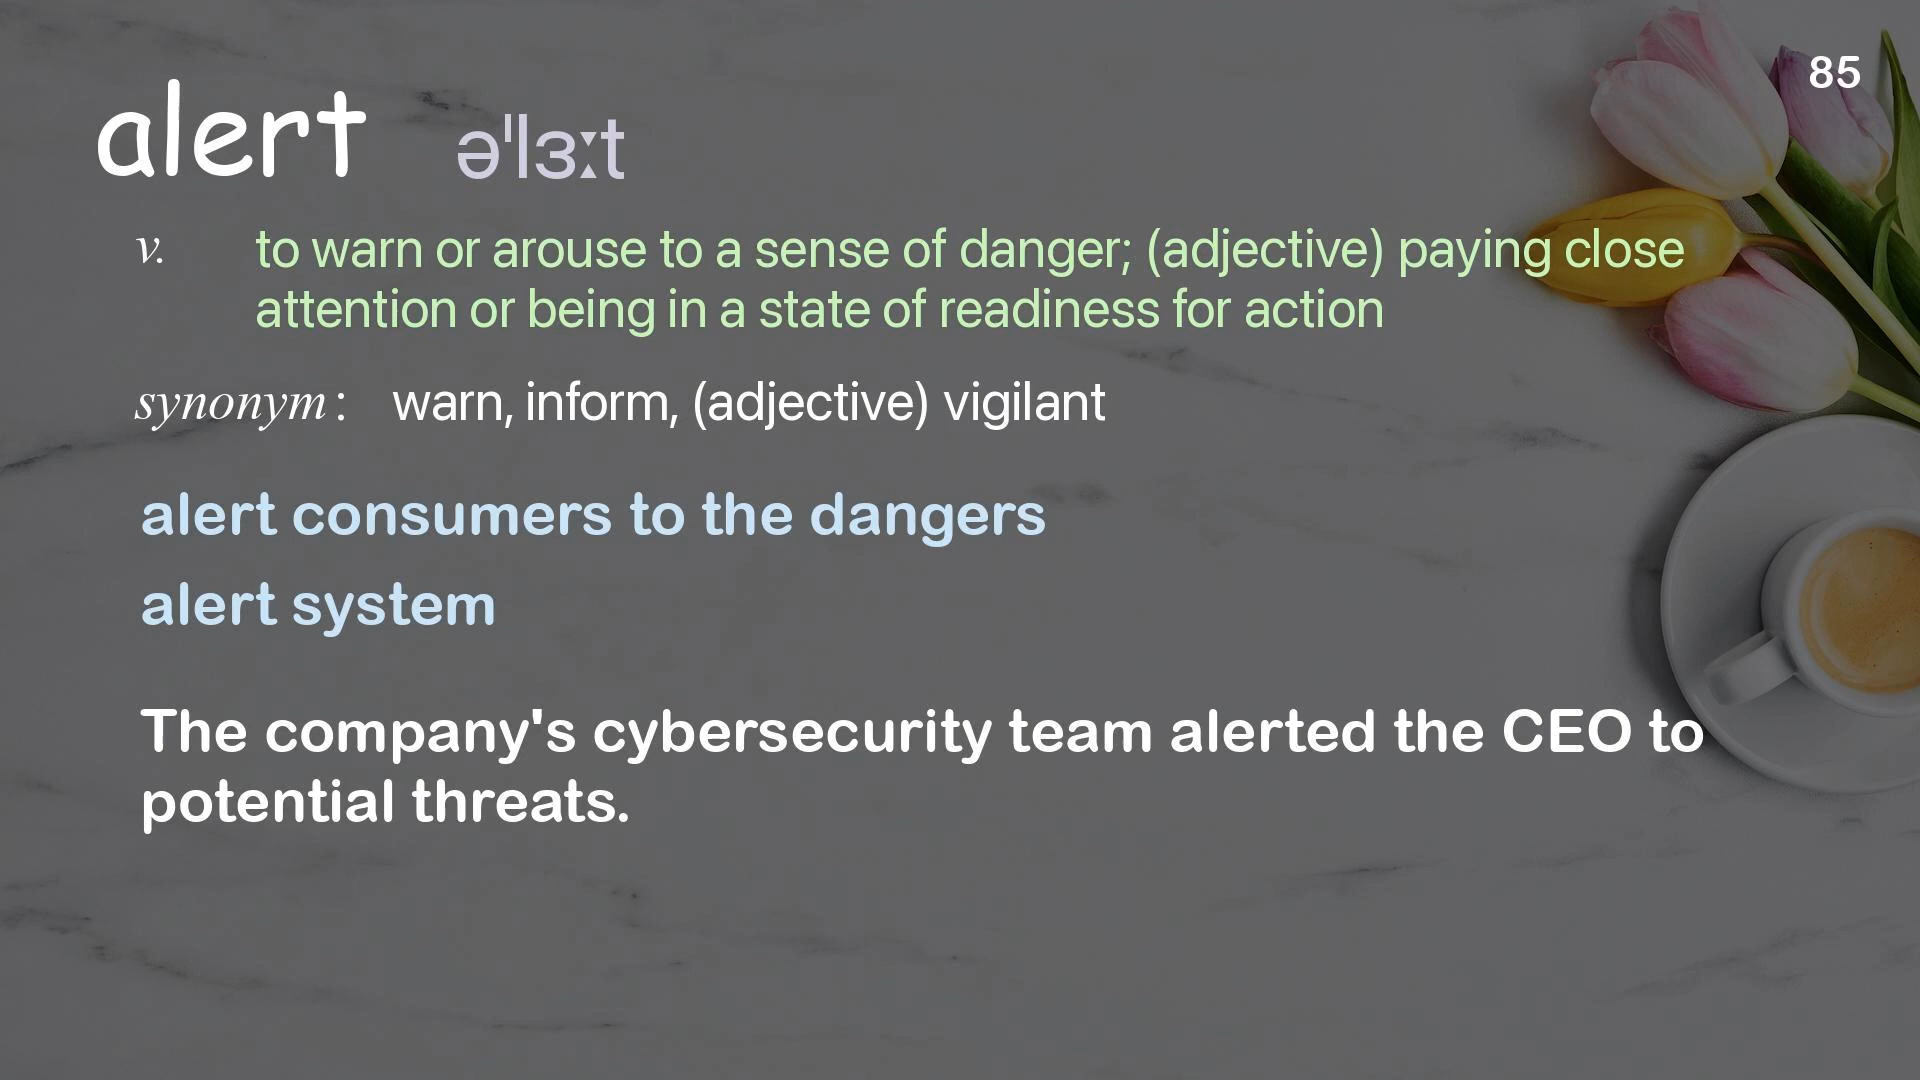 85
alert əˈlɜːt
v. to warn or arouse to a sense of danger; (adjective) paying close
attention or being in a state of readiness for action
synonym : warn, inform, (adjective) vigilant
alert consumers to the dangers
alert system
The company's cybersecurity team alerted the CEO to
potential threats.